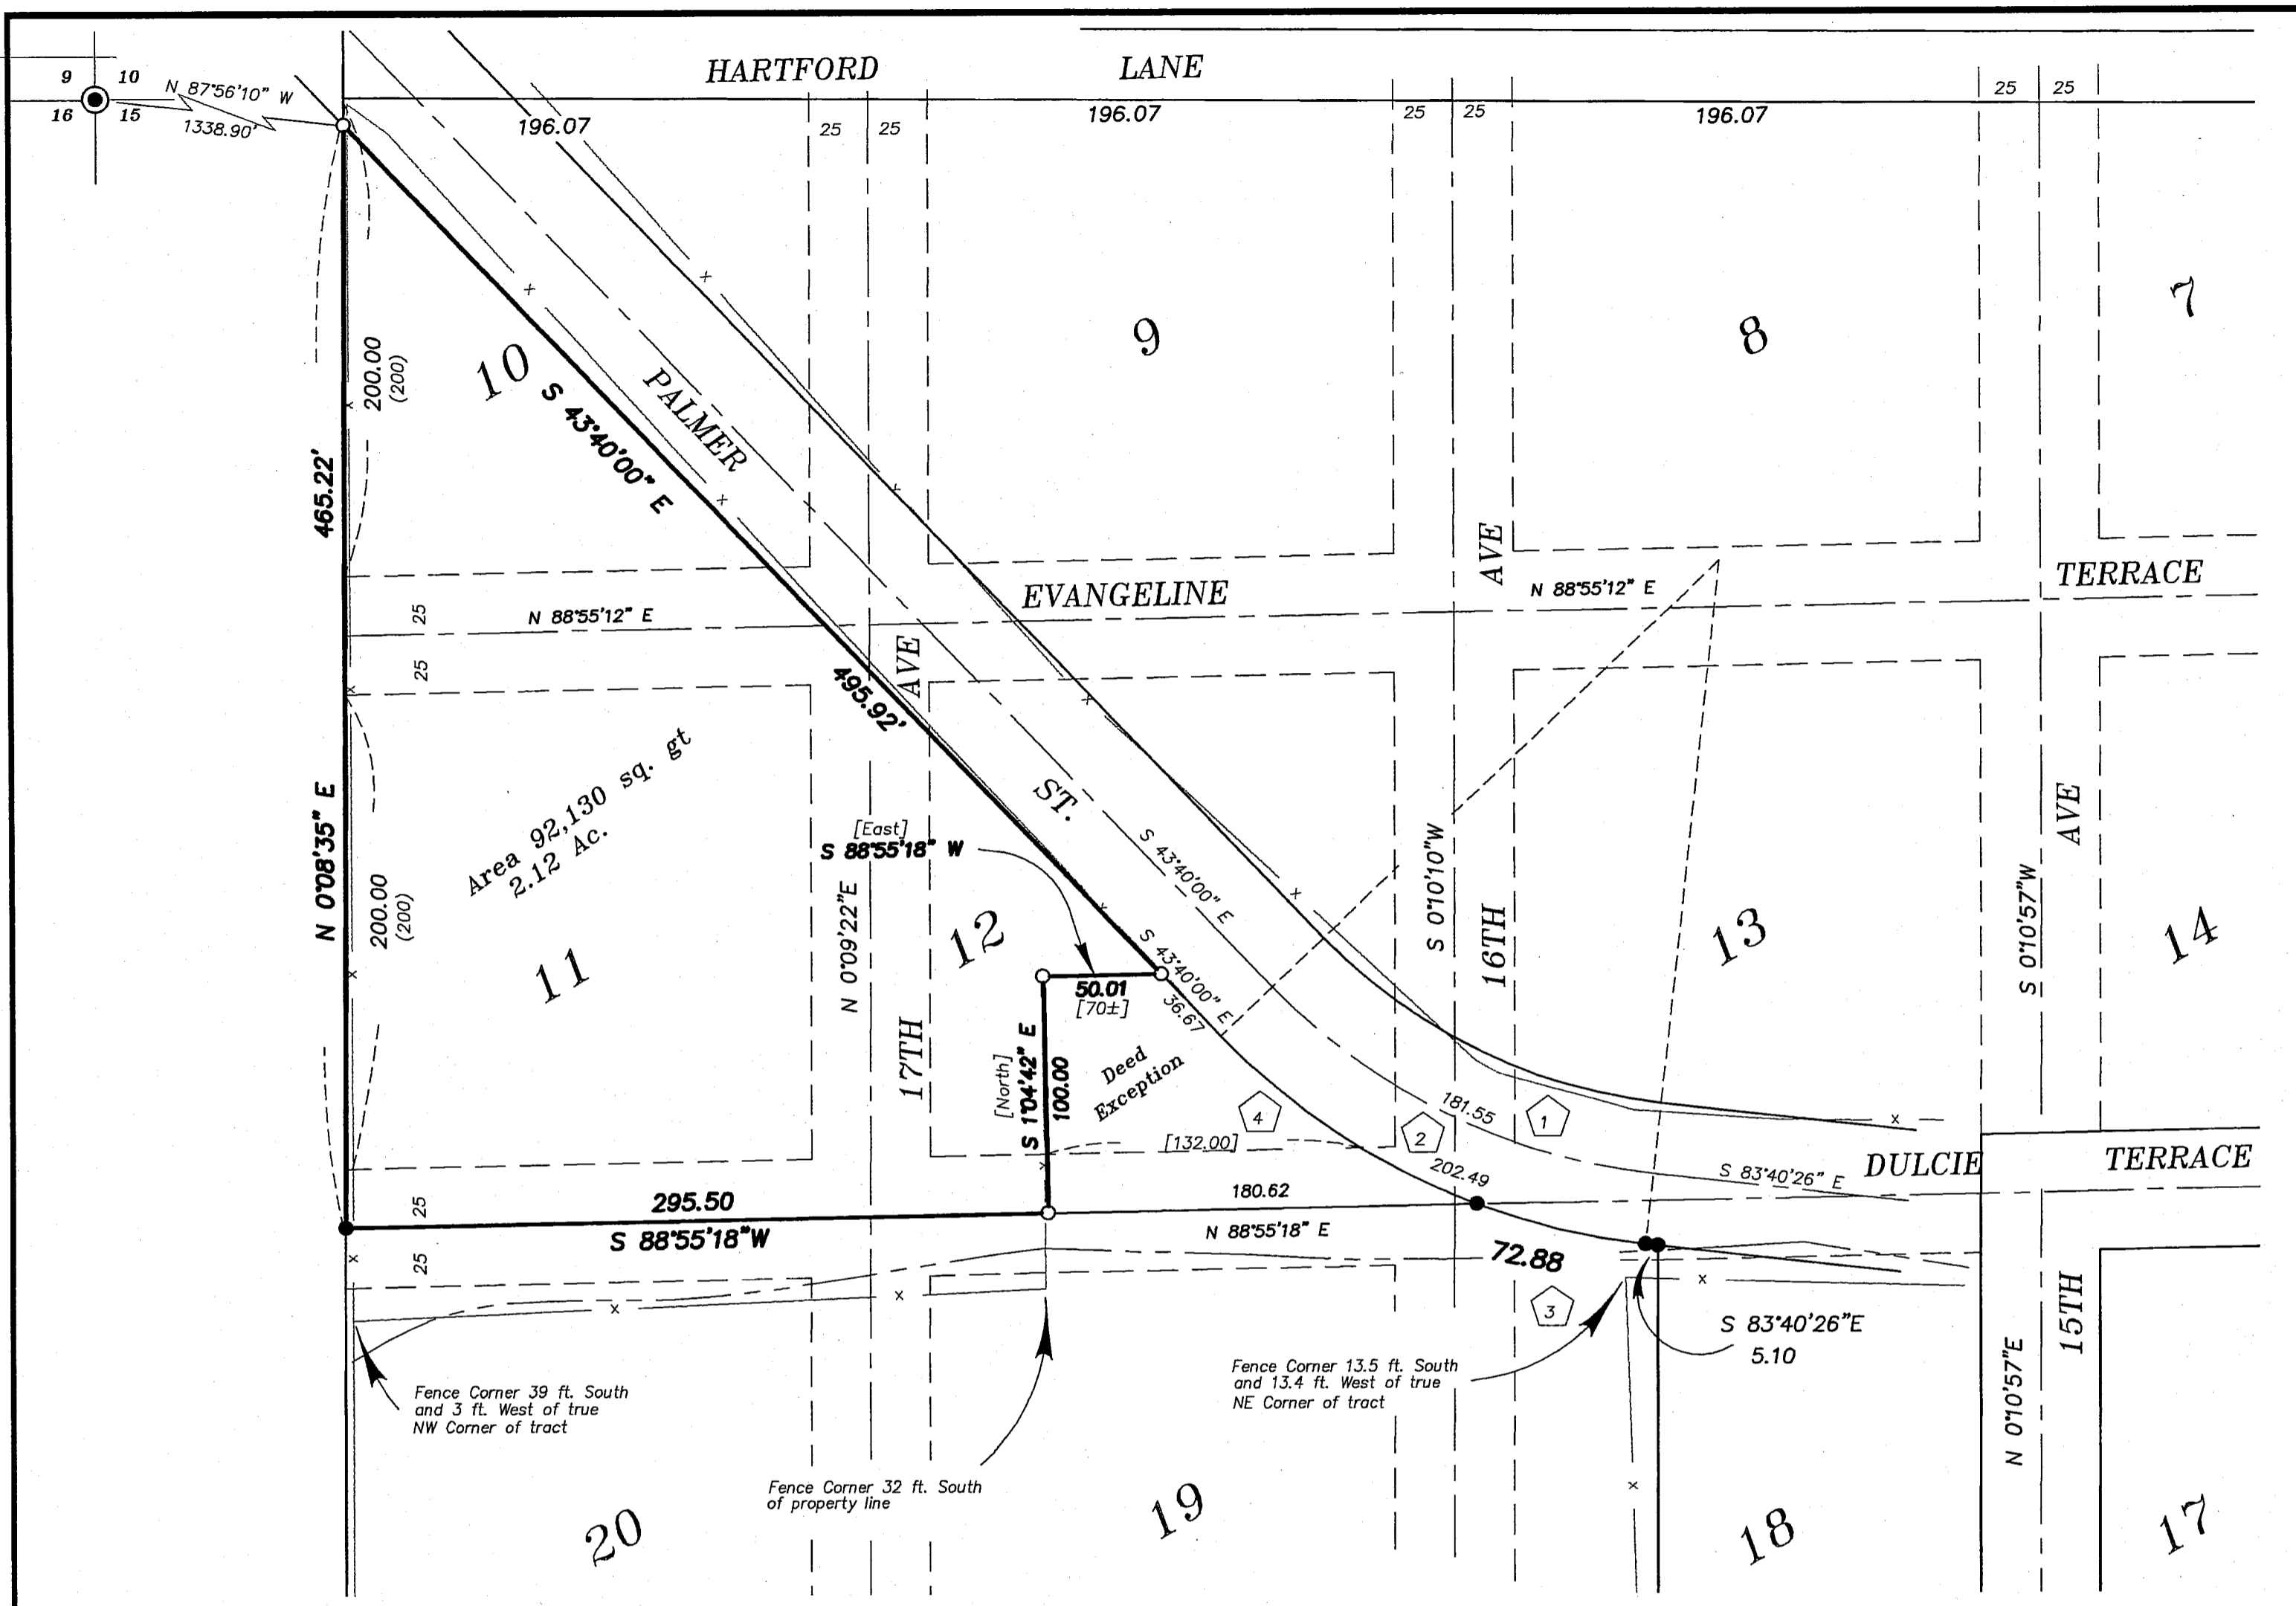 HARTFORD LANE
9 10
16 15
N 87°56'10" W
1338.90'
196.07
25 25
196.07
25 25
196.07
25 25
10
9
8
7
200.00
(200)
S 43°40'00" E
PALMER
465.22'
EVANGELINE
AVE
N 88°55'12" E
TERRACE
25
N 88°55'12" E
25
AVE
495.92'
Area 92,130 sq. gt
2.12 Ac.
N 0°08'35" E
200.00
(200)
11
[East]
S 88°55'18" W
ST.
S 43°40'00" E
N 0°09'22"E
12
S 43°40'00" E
36.67
50.01
[70±]
S 0°10'10"W
16TH
13
S 0°10'57"W
AVE
14
17TH
[North]
S 1°04'42" E
100.00
Deed
Exception
4
[132.00]
181.55
2
1
202.49
S 83°40'26" E
DULCIE TERRACE
25
295.50
S 88°55'18"W
25
180.62
N 88°55'18" E
72.88
3
S 83°40'26"E
5.10
N 0°10'57"E
15TH
Fence Corner 39 ft. South
and 3 ft. West of true
NW Corner of tract
Fence Corner 13.5 ft. South
and 13.4 ft. West of true
NE Corner of tract
Fence Corner 32 ft. South
of property line
20
19
18
17